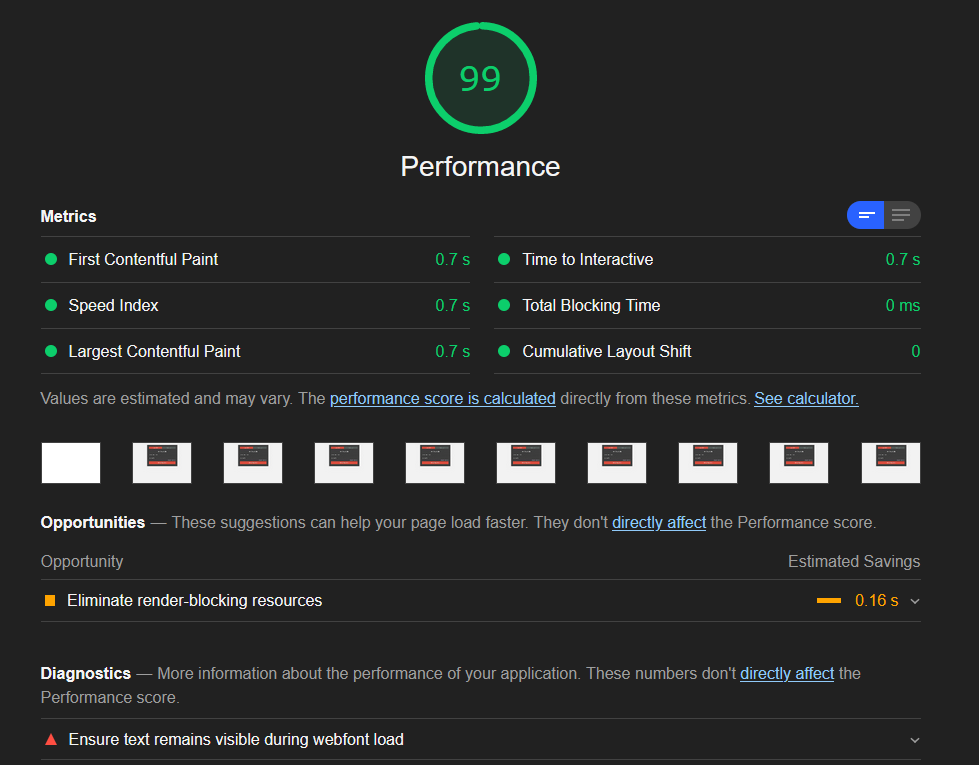 99
Performance
Metrics
First Contentful Paint 0.7 s
Time to Interactive 0.7 s
Speed Index 0.7 s
Total Blocking Time 0 ms
Largest Contentful Paint 0.7 s
Cumulative Layout Shift 0
Values are estimated and may vary. The performance score is calculated directly from these metrics. See calculator.
Opportunities — These suggestions can help your page load faster. They don't directly affect the Performance score.
Opportunity Estimated Savings
Eliminate render-blocking resources 0.16 s
Diagnostics — More information about the performance of your application. These numbers don't directly affect the
Performance score.
Ensure text remains visible during webfont load